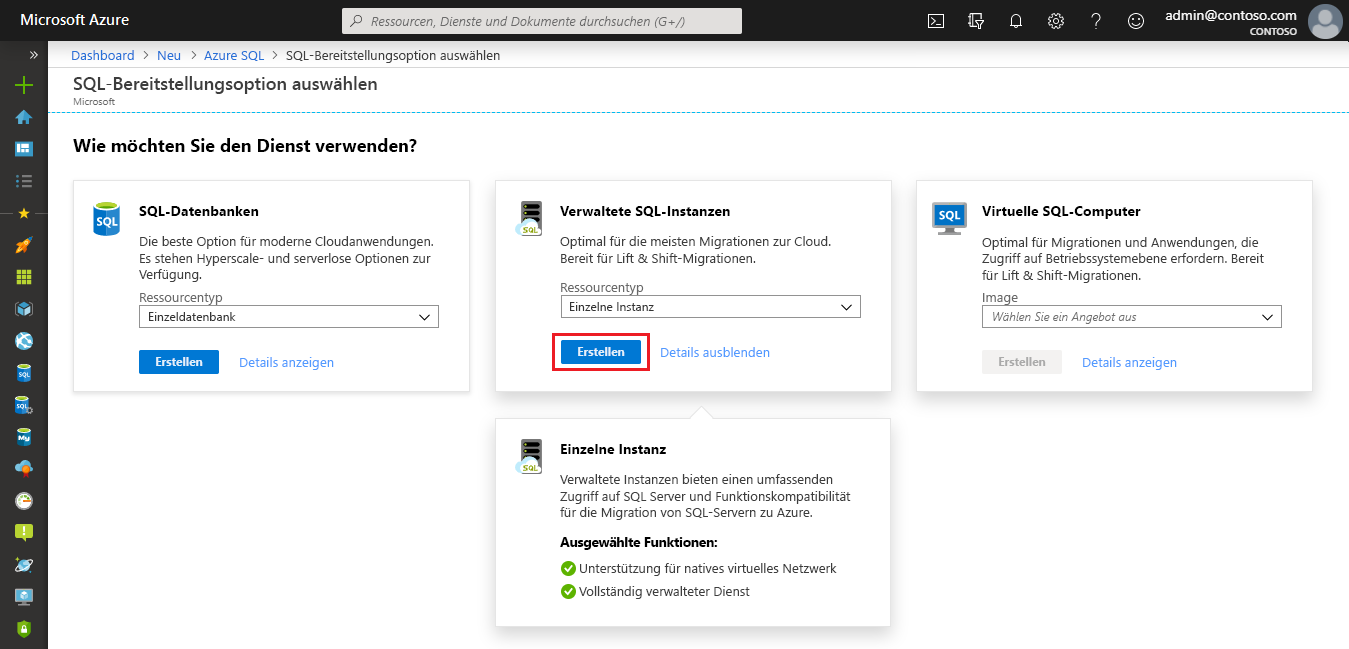 Microsoft Azure
Ressourcen, Dienste und Dokumente durchsuchen (G+/)
admin@contoso.com
CONTOSO
Dashboard > Neu > Azure SQL > SQL-Bereitstellungsoption auswählen
SQL-Bereitstellungsoption auswählen
Microsoft
Wie möchten Sie den Dienst verwenden?
SQL
SQL-Datenbanken
Die beste Option für moderne Cloudanwendungen.
Es stehen Hyperscale- und serverlose Optionen zur
Verfügung.
Ressourcentyp
Einzeldatenbank
Erstellen
Details anzeigen
SQL
Verwaltete SQL-Instanzen
Optimal für die meisten Migrationen zur Cloud.
Bereit für Lift & Shift-Migrationen.
Ressourcentyp
Einzelne Instanz
Erstellen
Details ausblenden
SQL
Virtuelle SQL-Computer
Optimal für Migrationen und Anwendungen, die
Zugriff auf Betriebssystemebene erfordern. Bereit
für Lift & Shift-Migrationen.
Image
Wählen Sie ein Angebot aus
Erstellen
Details anzeigen
SQL
Einzelne Instanz
Verwaltete Instanzen bieten einen umfassenden
Zugriff auf SQL Server und Funktionskompatibilität
für die Migration von SQL-Servern zu Azure.
Ausgewählte Funktionen:
Unterstützung für natives virtuelles Netzwerk
Vollständig verwalteter Dienst
SQL
SQL
My